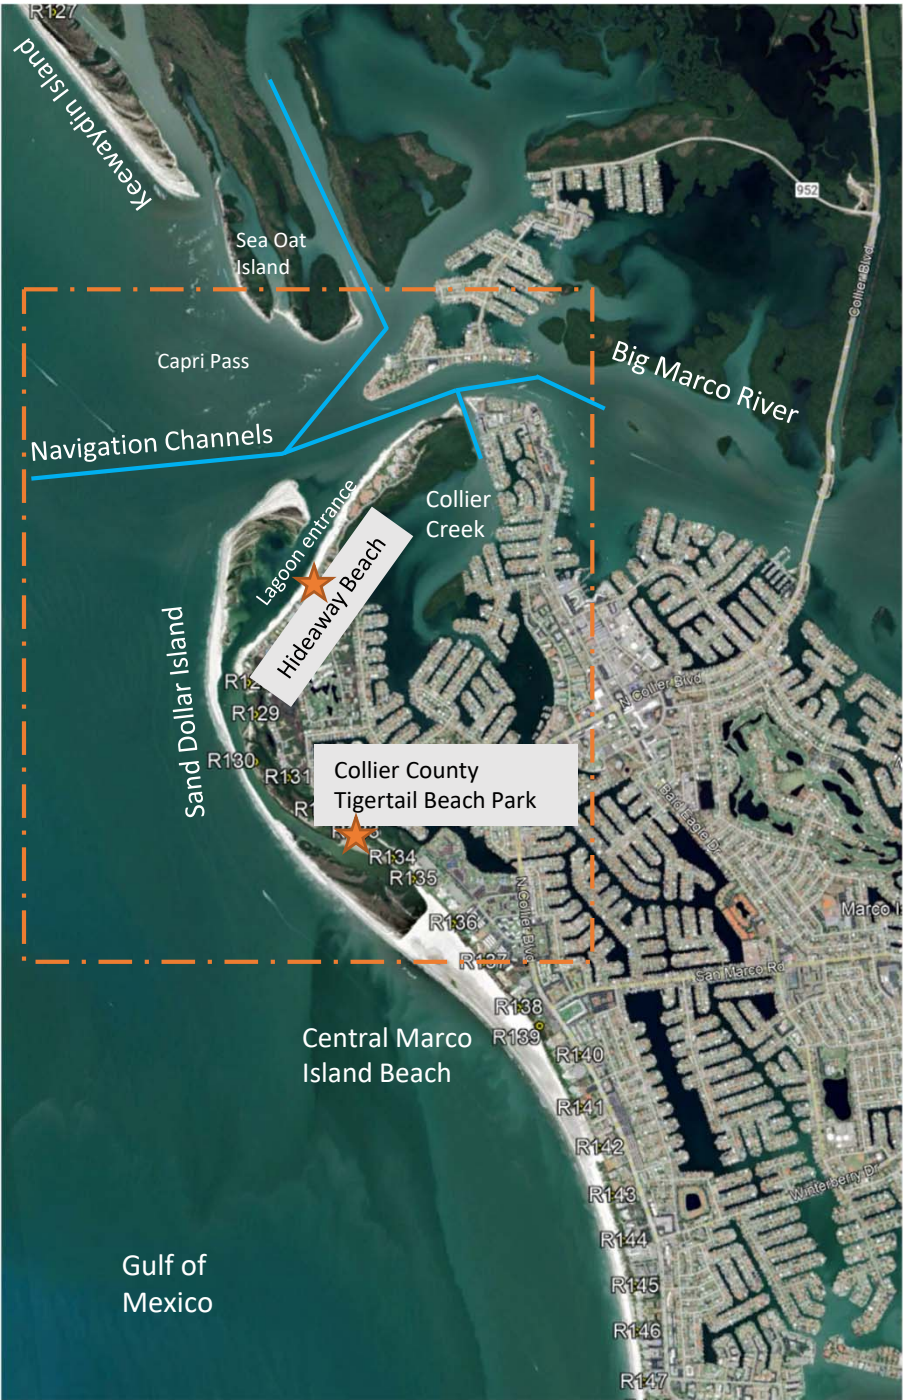 R127
Keewaydin Island
952
Sea Oat
Island
Collier Blvd
Capri Pass
Big Marco River
Navigation Channels
Collier
Creek
Lagoon entrance
Hideaway Beach
Sand Dollar Island
N Collier Blvd
R129
R130
R131
Collier County
Tigertail Beach Park
Bald Eagle Dr
R134
R135
N Collier Blvd
Marco
R136
R137
San Marco Rd
R138
Central Marco
Island Beach
R139
R140
R141
R142
Winterberry Dr
R143
R144
Gulf of
Mexico
R145
R146
R147